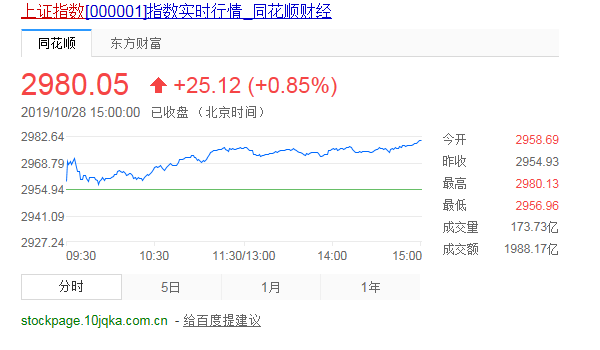 上证指数[000001]指数实时行情_同花顺财经
同花顺 东方财富
2980.05 +25.12 (+0.85%)
2019/10/28 15:00:00 已收盘 （北京时间）
2982.64
2968.79
2954.94
2941.09
2927.24
09:30 10:30 11:30/13:00 14:00 15:00
今开 2958.69
昨收 2954.93
最高 2980.13
最低 2956.96
成交量 173.73亿
成交额 1988.17亿
分时 5日 1月 1年
stockpage.10jqka.com.cn - 给百度提建议